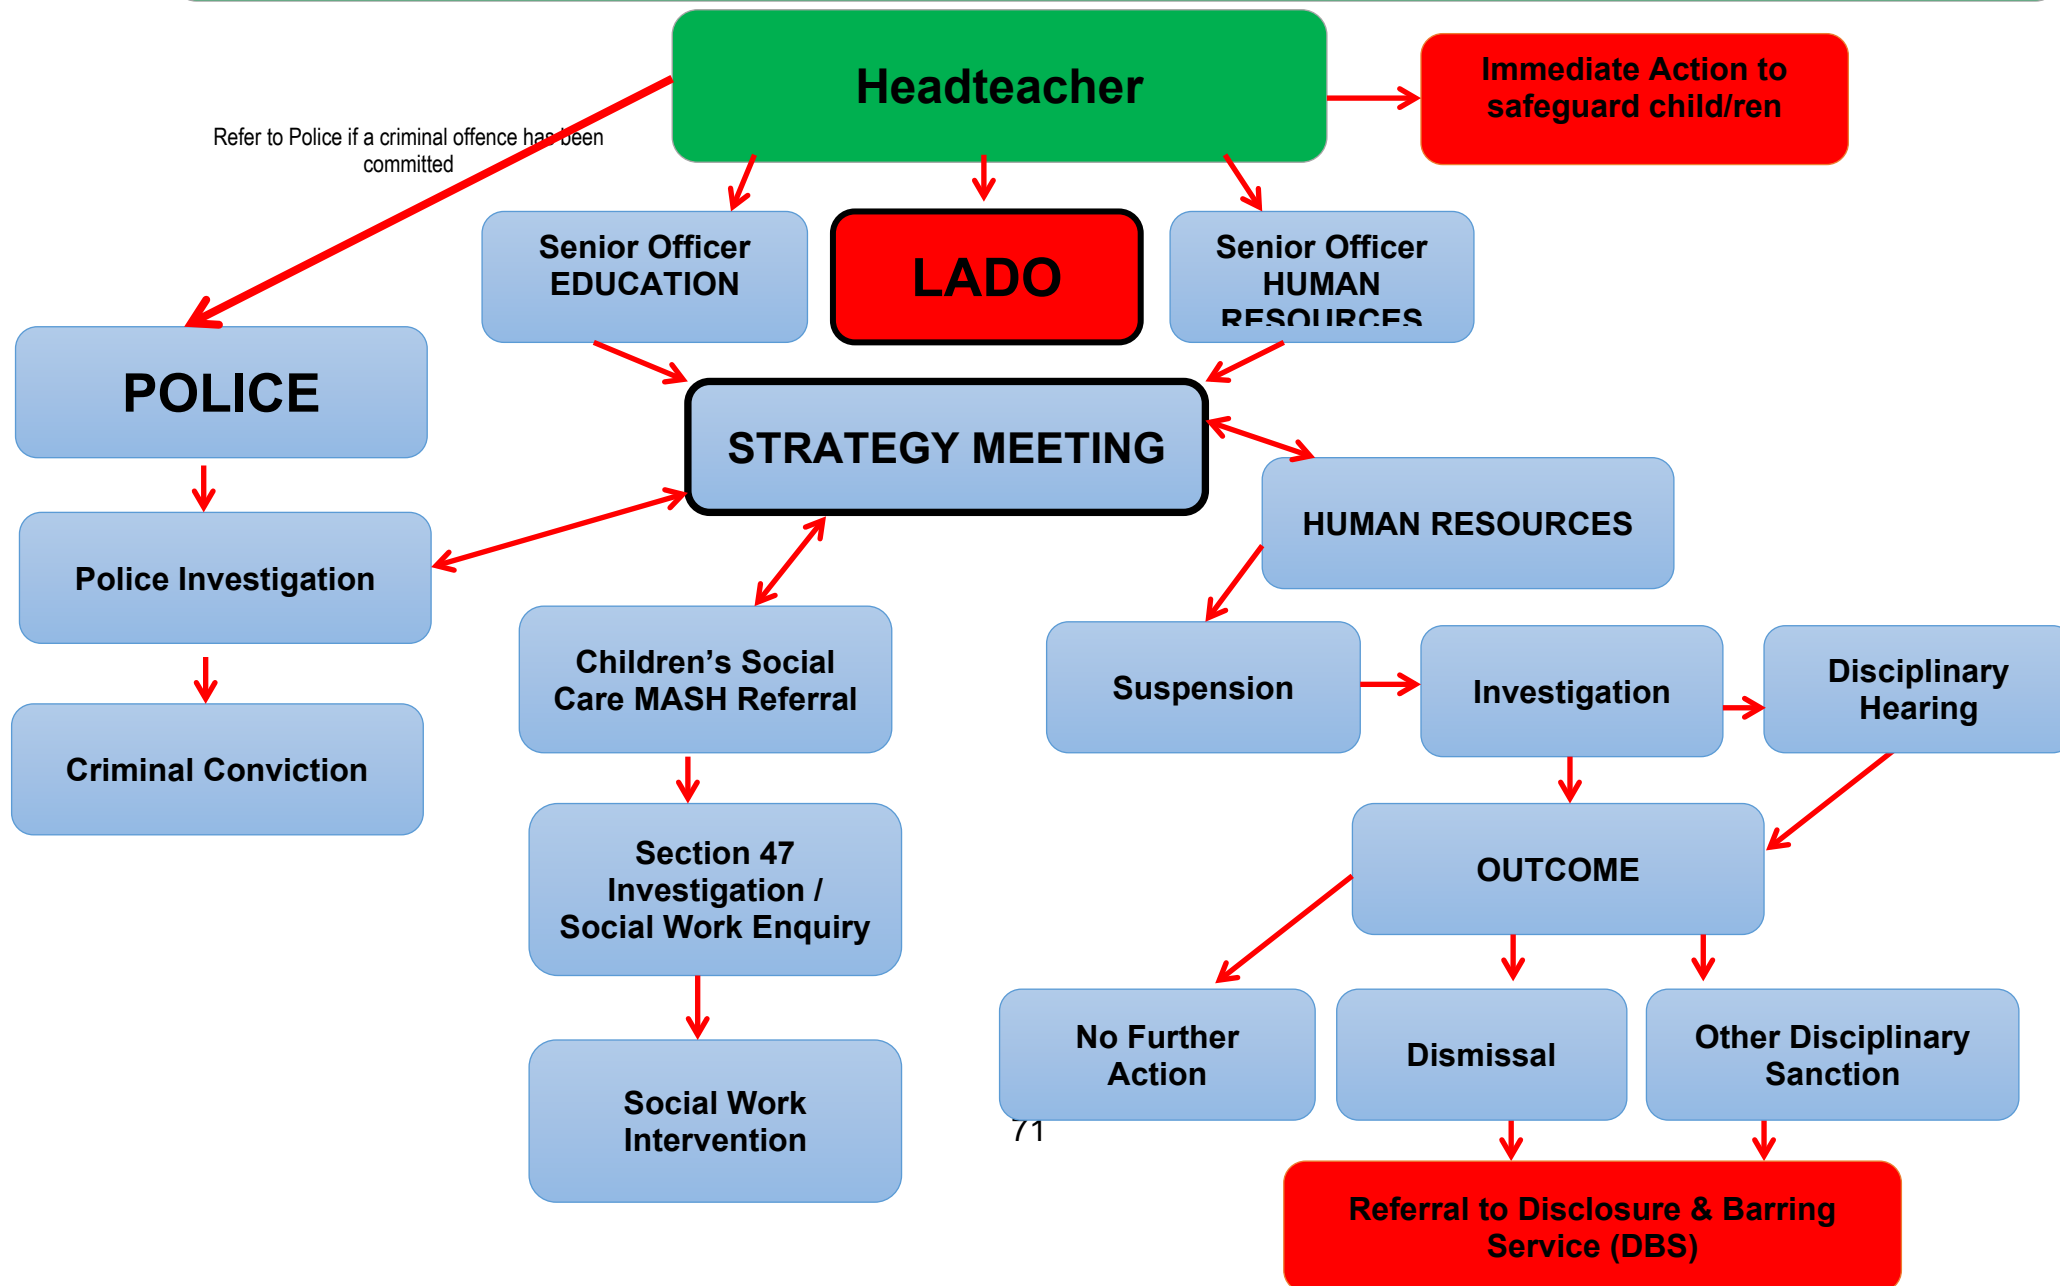 Headteacher
Immediate Action to
safeguard child/ren
Refer to Police if a criminal offence has been
committed
Senior Officer
EDUCATION
LADO
Senior Officer
HUMAN
RESOURCES
POLICE
STRATEGY MEETING
HUMAN RESOURCES
Police Investigation
Children’s Social
Care MASH Referral
Suspension
Investigation
Disciplinary
Hearing
Criminal Conviction
Section 47
Investigation /
Social Work Enquiry
OUTCOME
No Further
Action
Dismissal
Other Disciplinary
Sanction
Social Work
Intervention
71
Referral to Disclosure & Barring
Service (DBS)